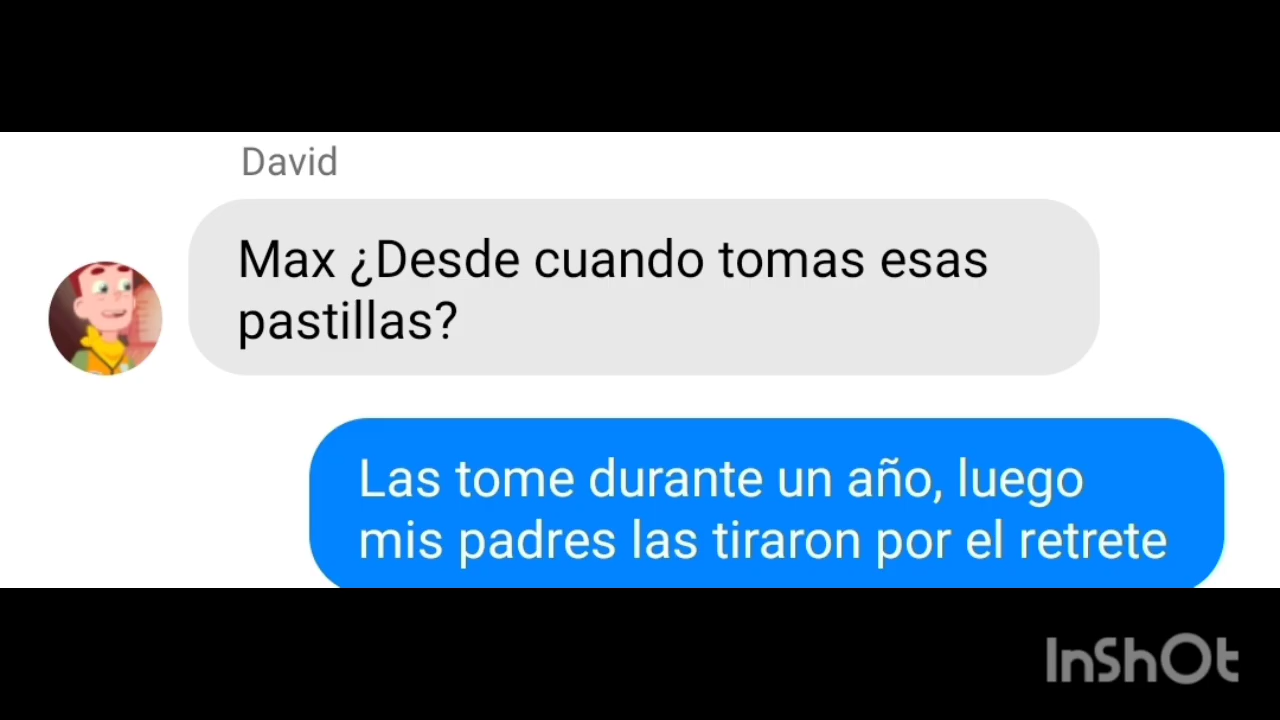 David
Max ¿Desde cuando tomas esas
pastillas?
Las tome durante un año, luego
mis padres las tiraron por el retrete
InShOt